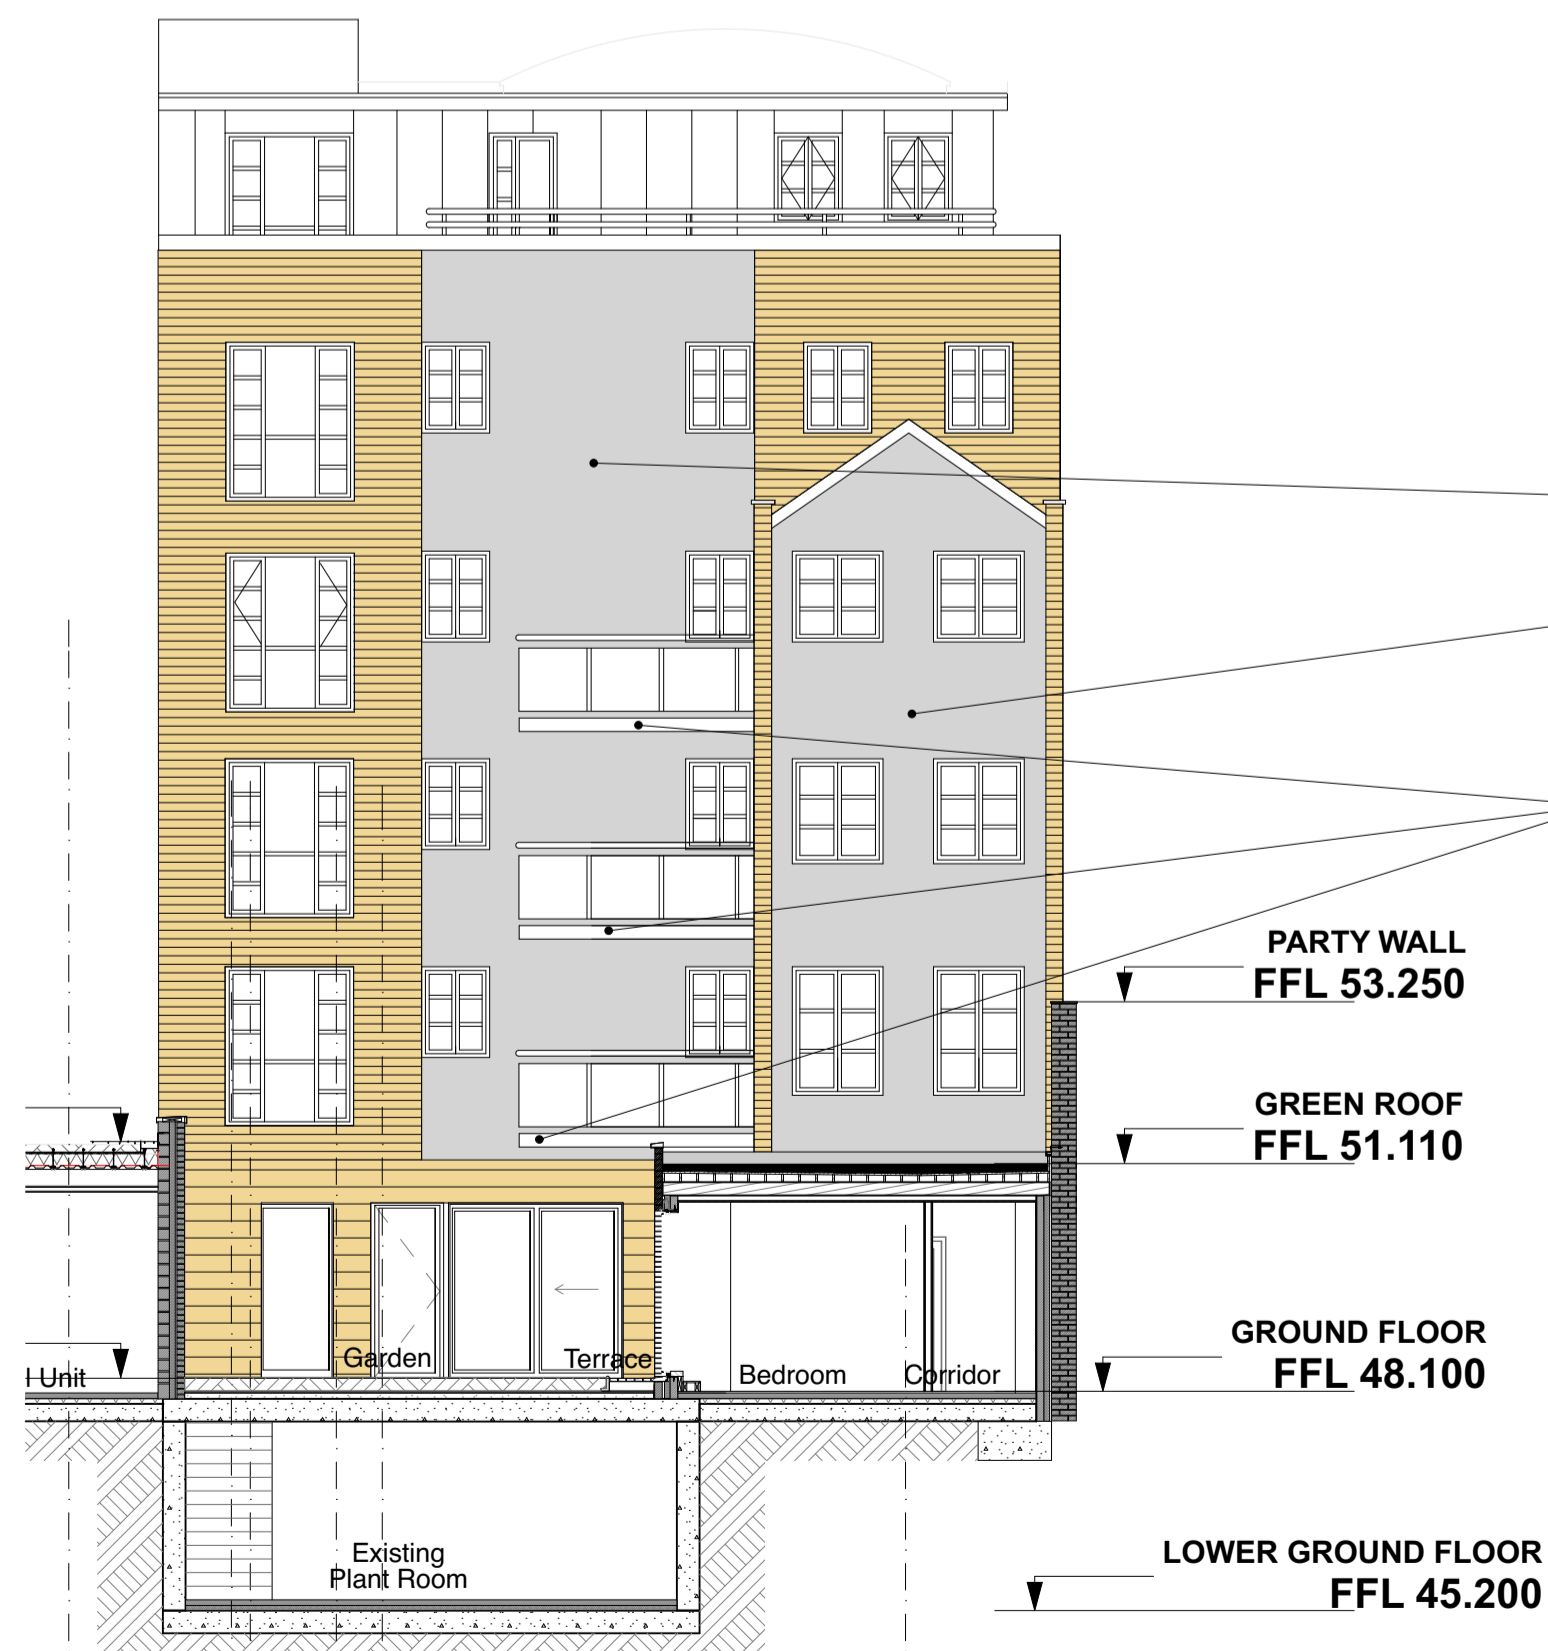 PARTY WALL
FFL 53.250
GREEN ROOF
FFL 51.110
GROUND FLOOR
FFL 48.100
Unit
Garden
Terrace
Bedroom
Corridor
LOWER GROUND FLOOR
FFL 45.200
Existing
Plant Room